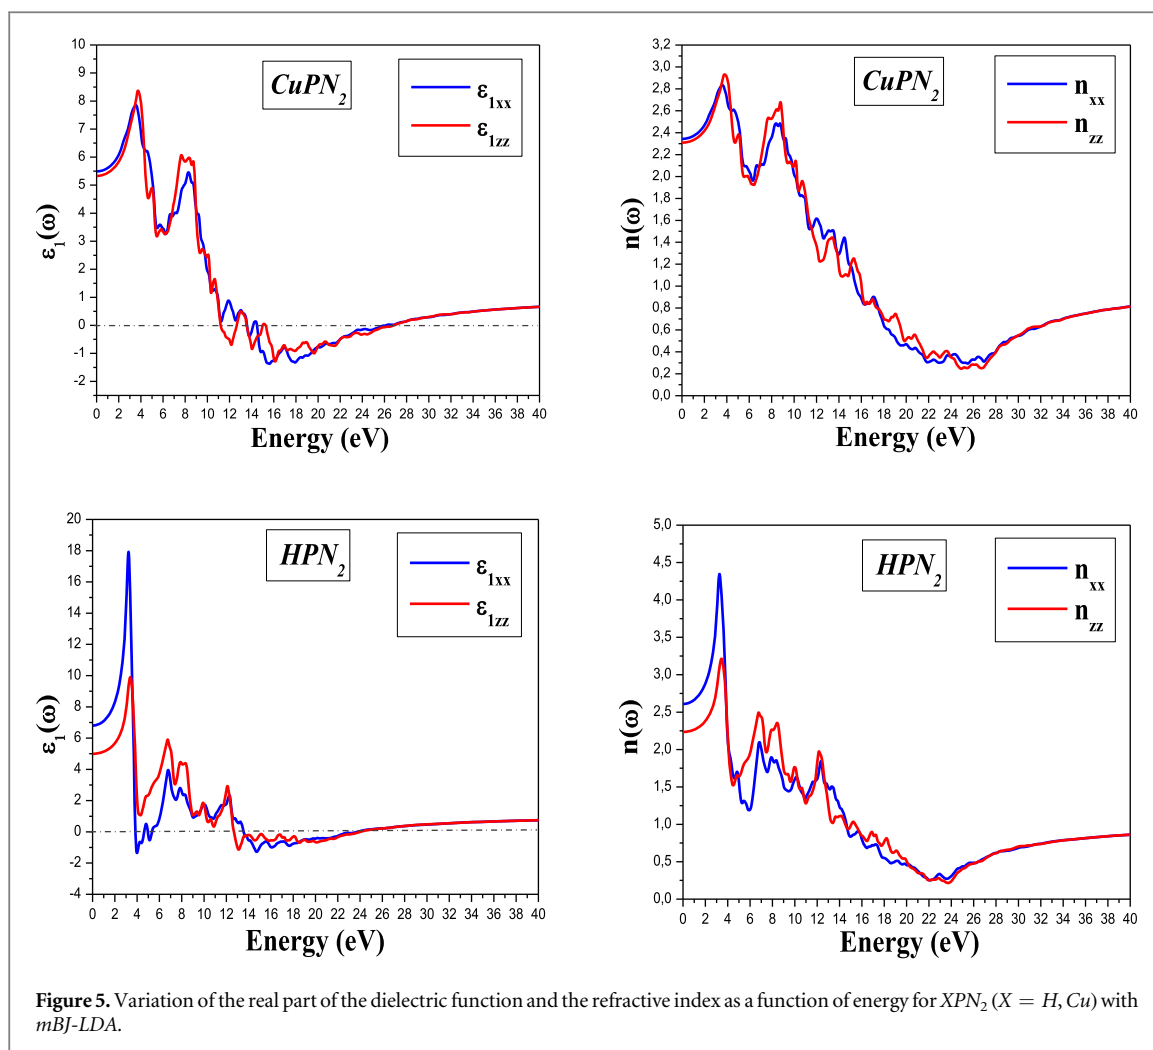 10
9
8
7
6
5
4
3
2
1
0
-1
-2
ε1(ω)
CuPN2
ε1xx
ε1zz
0 2 4 6 8 10 12 14 16 18 20 22 24 26 28 30 32 34 36 38 40
Energy (eV)
3,2
3,0
2,8
2,6
2,4
2,2
2,0
1,8
1,6
1,4
1,2
1,0
0,8
0,6
0,4
0,2
0,0
n(ω)
CuPN2
nxx
nzz
0 2 4 6 8 10 12 14 16 18 20 22 24 26 28 30 32 34 36 38 40
Energy (eV)
20
18
16
14
12
10
8
6
4
2
0
-2
-4
ε1(ω)
HPN2
ε1xx
ε1zz
0 2 4 6 8 10 12 14 16 18 20 22 24 26 28 30 32 34 36 38 40
Energy (eV)
5,0
4,5
4,0
3,5
3,0
2,5
2,0
1,5
1,0
0,5
0,0
n(ω)
HPN2
nxx
nzz
0 2 4 6 8 10 12 14 16 18 20 22 24 26 28 30 32 34 36 38 40
Energy (eV)
Figure 5. Variation of the real part of the dielectric function and the refractive index as a function of energy for XPN2 (X = H, Cu) with
mBJ-LDA.